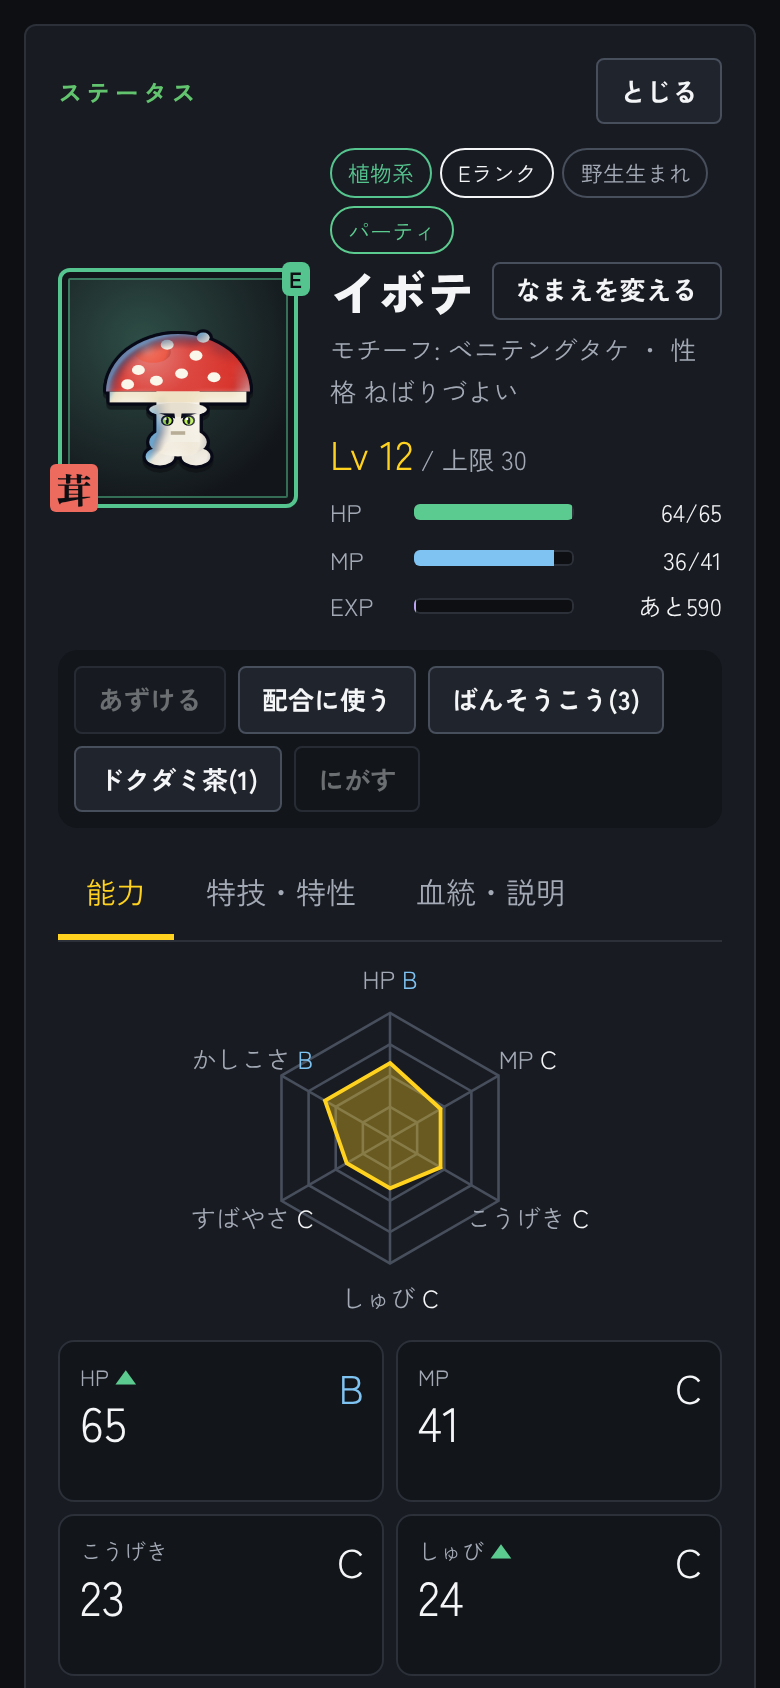 ステータス
とじる
植物系
Eランク
野生生まれ
パーティ
E
イボテ
なまえを変える
モチーフ: ベニテングタケ ・ 性
格 ねばりづよい
Lv 12 / 上限 30
茸
HP 64/65
MP 36/41
EXP あと590
あずける
配合に使う
ばんそうこう(3)
ドクダミ茶(1)
にがす
能力
特技・特性
血統・説明
HP B
かしこさ B
MP C
すばやさ C
こうげき C
しゅび C
HP ▲
B
65
MP
C
41
こうげき
C
23
しゅび ▲
C
24